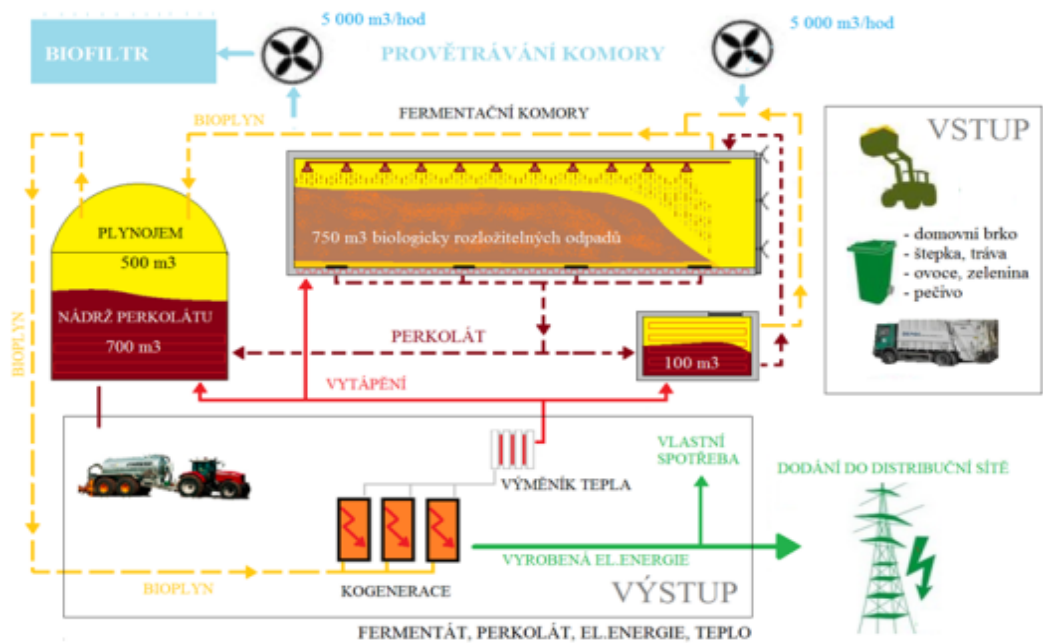 5 000 m3/hod
5 000 m3/hod
BIOFILTR
PROVĚTRÁVÁNÍ KOMORY
BIOPLYN
FERMENTAČNÍ KOMORY
VSTUP
PLYNOJEM
500 m3
750 m3 biologicky rozložitelných odpadů
- domovní brko
- štepka, tráva
- ovoce, zelenina
- pečivo
NÁDRŽ PERKOLÁTU
700 m3
PERKOLÁT
100 m3
BIOPLYN
VYTÁPĚNÍ
VLASTNÍ
SPOTŘEBA
DODÁNÍ DO DISTRIBUČNÍ SÍTĚ
VÝMĚNÍK TEPLA
VYROBENÁ EL.ENERGIE
BIOPLYN
KOGENERACE
VÝSTUP
FERMENTÁT, PERKOLÁT, EL.ENERGIE, TEPLO